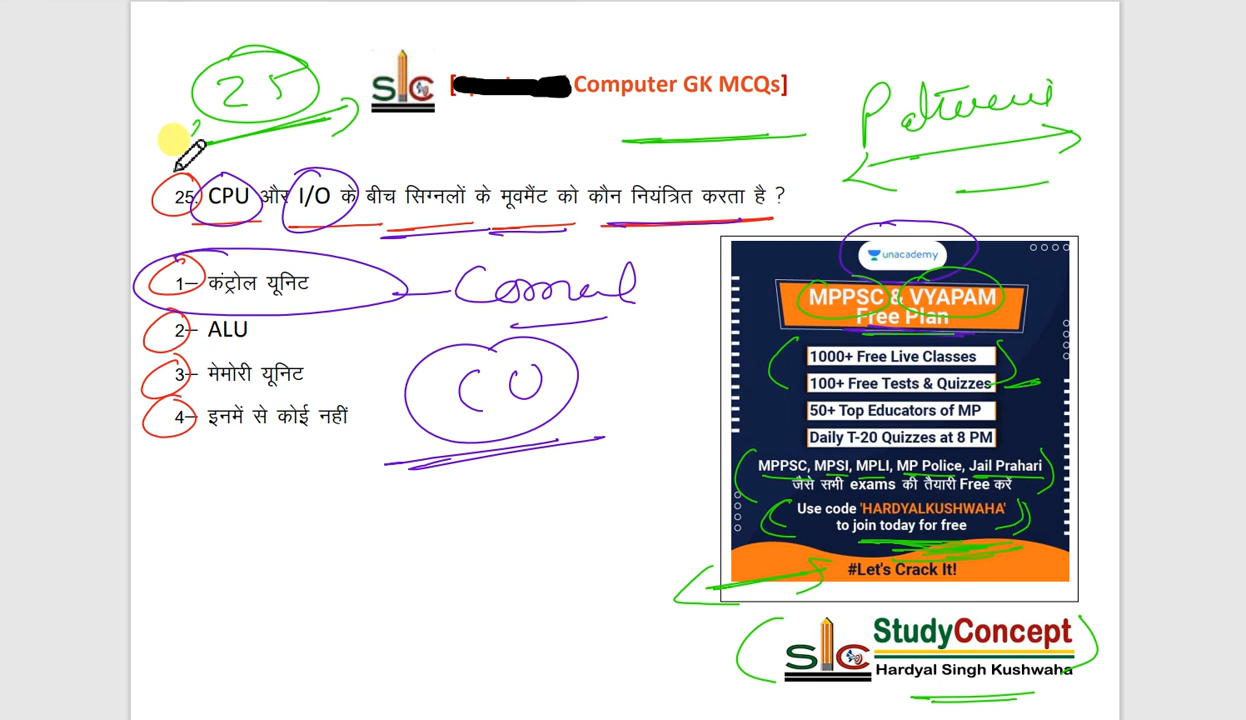 25
SLC
[ Computer GK MCQs]
25. CPU और I/O के बीच सिग्नलों के मूवमैंट को कौन नियंत्रित करता है ?
1– कंट्रोल यूनिट
2– ALU
3– मेमोरी यूनिट
4– इनमें से कोई नहीं
CU
unacademy
MPPSC & VYAPAM
Free Plan
1000+ Free Live Classes
100+ Free Tests & Quizzes
50+ Top Educators of MP
Daily T-20 Quizzes at 8 PM
MPPSC, MPSI, MPLI, MP Police, Jail Prahari
जैसे सभी exams की तैयारी Free करें
Use code 'HARDYALKUSHWAHA'
to join today for free
#Let's Crack It!
StudyConcept
Hardyal Singh Kushwaha